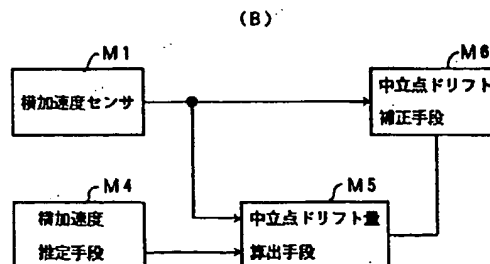 (B)
M1
横加速度センサ
M6
中立点ドリフト
補正手段
M4
横加速度
推定手段
M5
中立点ドリフト量
算出手段